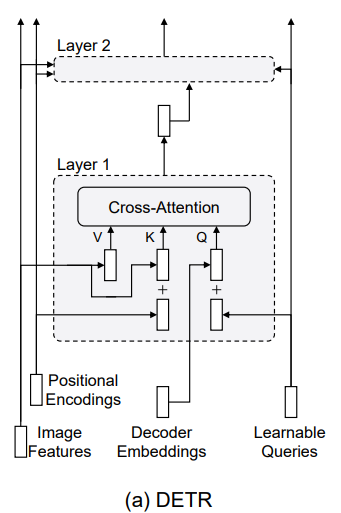 Layer 2
Layer 1
Cross-Attention
V K Q
+ +
Positional
Encodings
Image
Features
Decoder
Embeddings
Learnable
Queries
(a) DETR